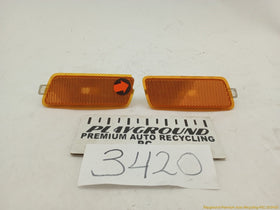 PLAYGROUND
PREMIUM AUTO RECYCLING
BC
3420